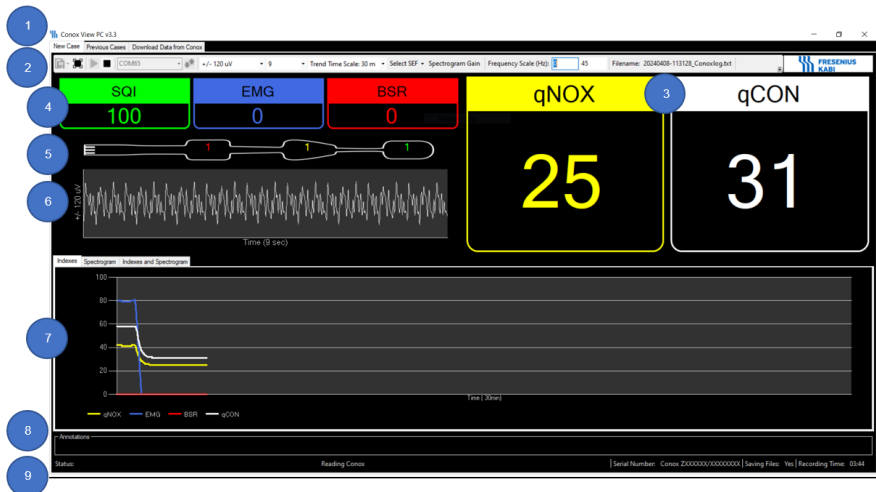 1
Conox View PC v3.3
New Case Previous Cases Download Data from Conox
2
COM65 +/- 120 uV 9 Trend Time Scale: 30 m Select SEF Spectrogram Gain Frequency Scale (Hz): 0 45 Filename: 20240408-113128_Conoxlog.txt
FRESENIUS
KABI
3
4
SQI EMG BSR
100 0 0
qNOX qCON
25 31
5
1 1 1
6
+/- 120 uV
Time (9 sec)
Indexes Spectrogram Indexes and Spectrogram
7
100
80
60
40
20
0
Time ( 30min)
qNOX EMG BSR qCON
8
Annotations
9
Status: Reading Conox Serial Number: Conox ZXXXXXX/XXXXXXXX Saving Files: Yes Recording Time: 03:44